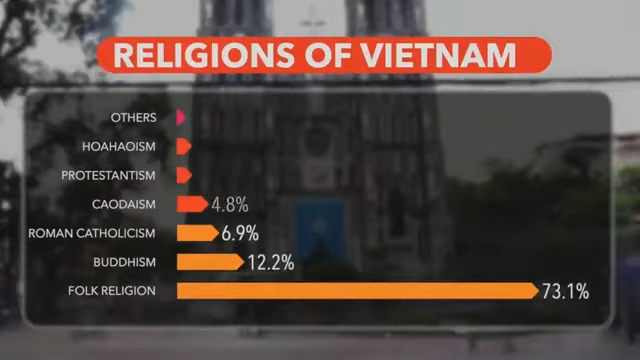 RELIGIONS OF VIETNAM
OTHERS
HOAHAOISM
PROTESTANTISM
CAODAISM 4.8%
ROMAN CATHOLICISM 6.9%
BUDDHISM 12.2%
FOLK RELIGION 73.1%